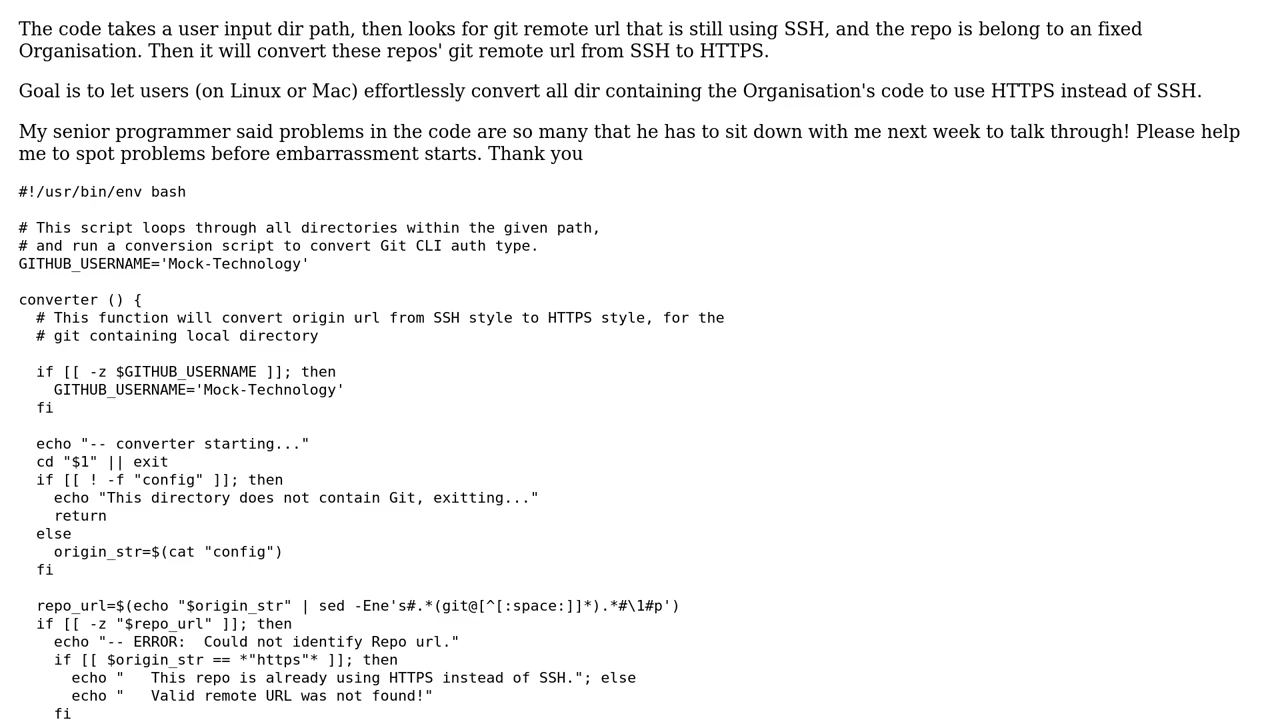 The code takes a user input dir path, then looks for git remote url that is still using SSH, and the repo is belong to an fixed
Organisation. Then it will convert these repos' git remote url from SSH to HTTPS.
Goal is to let users (on Linux or Mac) effortlessly convert all dir containing the Organisation's code to use HTTPS instead of SSH.
My senior programmer said problems in the code are so many that he has to sit down with me next week to talk through! Please help
me to spot problems before embarrassment starts. Thank you
#!/usr/bin/env bash
# This script loops through all directories within the given path,
# and run a conversion script to convert Git CLI auth type.
GITHUB_USERNAME='Mock-Technology'
converter () {
  # This function will convert origin url from SSH style to HTTPS style, for the
  # git containing local directory
  if [[ -z $GITHUB_USERNAME ]]; then
    GITHUB_USERNAME='Mock-Technology'
  fi
  echo "-- converter starting..."
  cd "$1" || exit
  if [[ ! -f "config" ]]; then
    echo "This directory does not contain Git, exitting..."
    return
  else
    origin_str=$(cat "config")
  fi
  repo_url=$(echo "$origin_str" | sed -Ene's#.*(git@[^[:space:]]*).*#\1#p')
  if [[ -z "$repo_url" ]]; then
    echo "-- ERROR:  Could not identify Repo url."
    if [[ $origin_str == *"https"* ]]; then
      echo "   This repo is already using HTTPS instead of SSH."; else
      echo "   Valid remote URL was not found!"
    fi